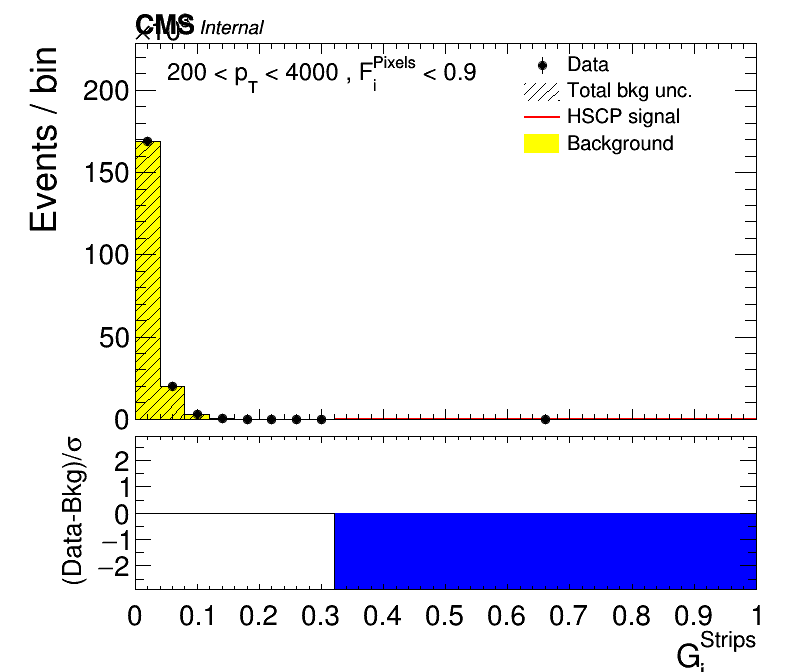 CMS Internal
×10³
200 < p_T < 4000 , F_i^Pixels < 0.9
Data
Total bkg unc.
HSCP signal
Background
Events / bin
200
150
100
50
0
(Data-Bkg)/σ
2
1
0
−1
−2
0 0.1 0.2 0.3 0.4 0.5 0.6 0.7 0.8 0.9 1
G_i^Strips